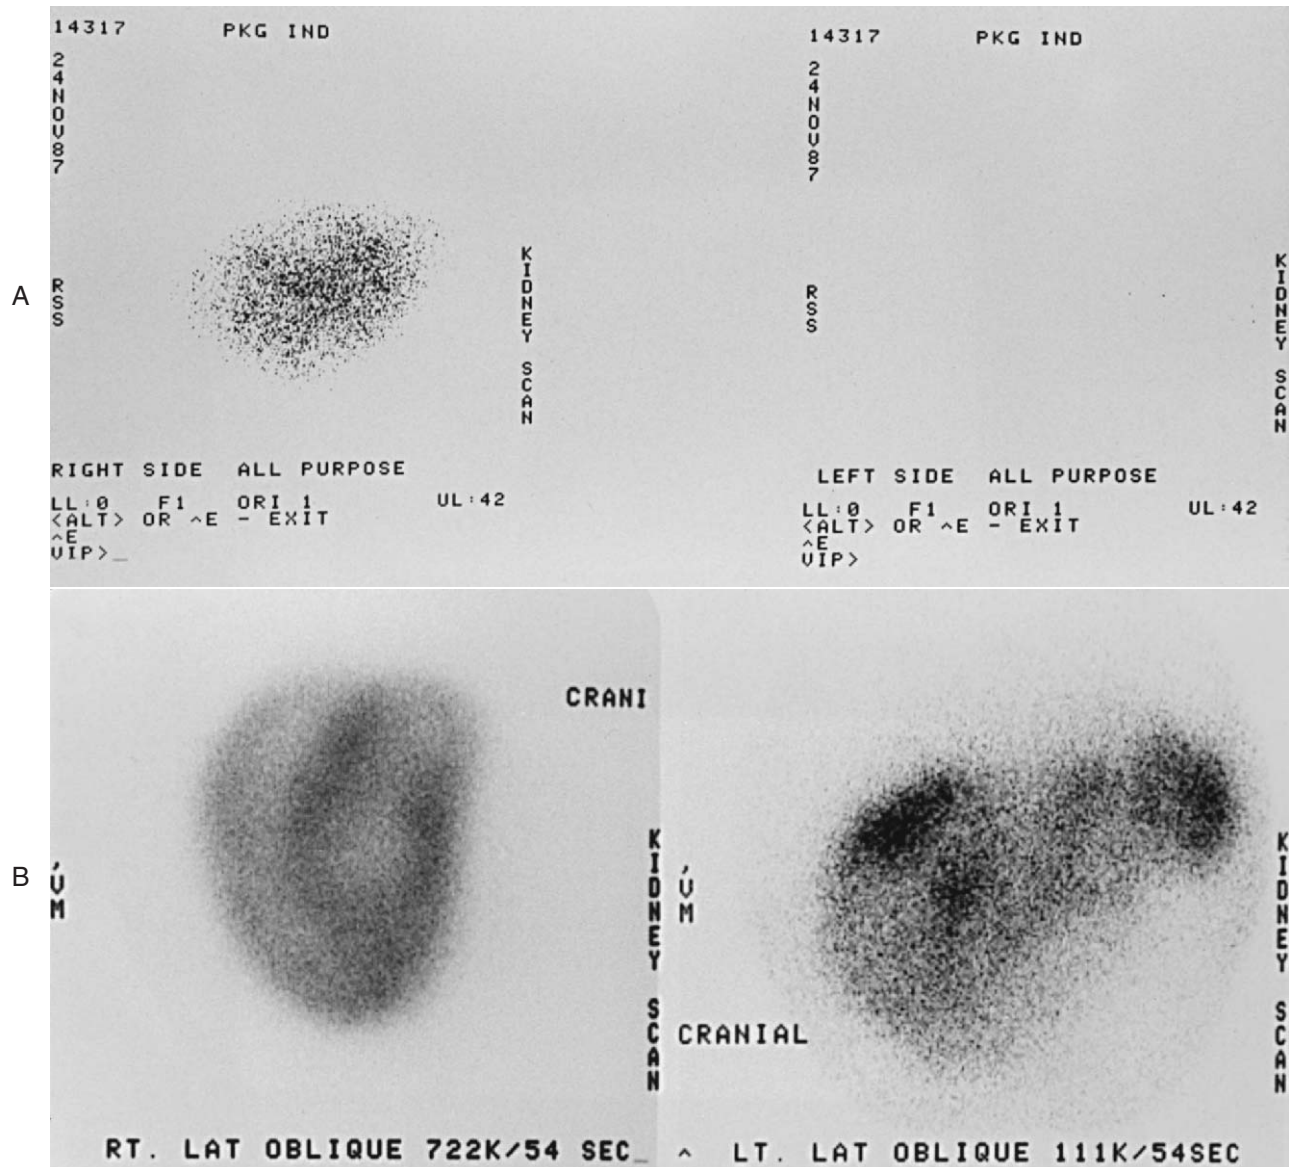 A
14317 PKG IND
24NOV87
RSS
KIDNEY SCAN
RIGHT SIDE ALL PURPOSE
LL:0 F1 ORI 1 UL:42
<ALT> OR ^E - EXIT
^E
VIP>_
14317 PKG IND
24NOV87
RSS
KIDNEY SCAN
LEFT SIDE ALL PURPOSE
LL:0 F1 ORI 1 UL:42
<ALT> OR ^E - EXIT
^E
VIP>
B
CRANI
,VM
KIDNEY SCAN
RT. LAT OBLIQUE 722K/54 SEC_
,VM
CRANIAL
KIDNEY SCAN
^ LT. LAT OBLIQUE 111K/54SEC